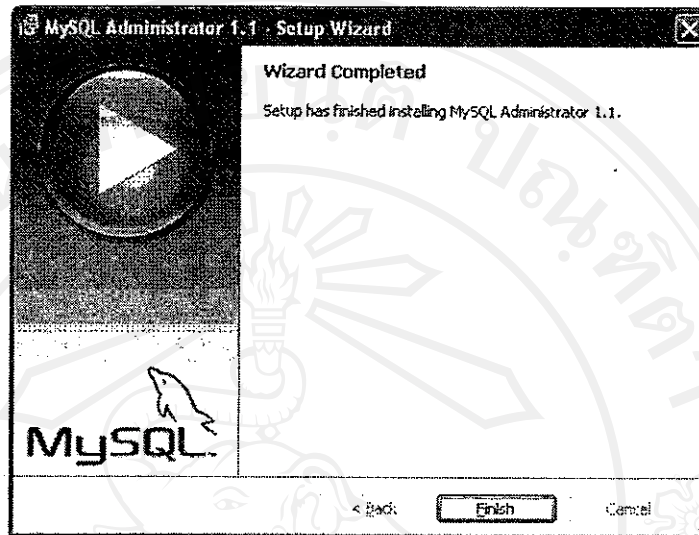 MySQL Administrator 1.1 - Setup Wizard
Wizard Completed
Setup has finished installing MySQL Administrator 1.1.
MySQL.
< Back
Finish
Cancel